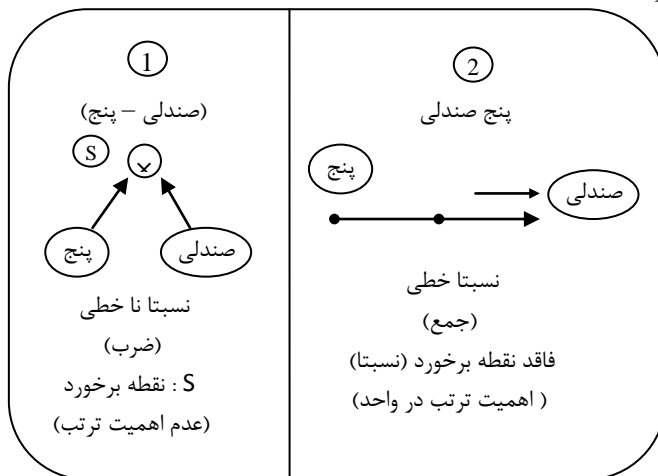 1
(صندلی – پنج)
S ×
پنج صندلی
نسبتا نا خطی
(ضرب)
S : نقطه برخورد
(عدم اهمیت ترتب)
2
پنج صندلی
پنج
صندلی
نسبتا خطی
(جمع)
فاقد نقطه برخورد (نسبتا)
( اهمیت ترتب در واحد)